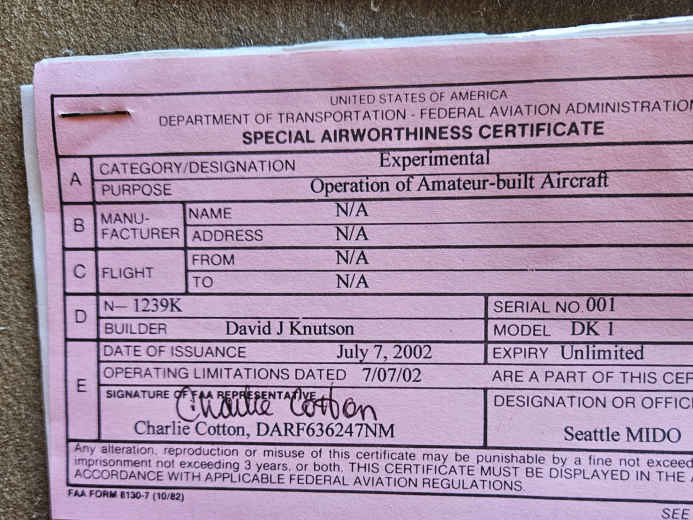 UNITED STATES OF AMERICA
DEPARTMENT OF TRANSPORTATION - FEDERAL AVIATION ADMINISTRATION
SPECIAL AIRWORTHINESS CERTIFICATE
A CATEGORY/DESIGNATION Experimental
PURPOSE Operation of Amateur-built Aircraft
B MANU-FACTURER NAME N/A
ADDRESS N/A
C FLIGHT FROM N/A
TO N/A
D N— 1239K SERIAL NO. 001
BUILDER David J Knutson MODEL DK 1
E DATE OF ISSUANCE July 7, 2002 EXPIRY Unlimited
OPERATING LIMITATIONS DATED 7/07/02 ARE A PART OF THIS CER
SIGNATURE OF FAA REPRESENTATIVE DESIGNATION OR OFFIC
Charlie Cotton
Charlie Cotton, DARF636247NM Seattle MIDO
Any alteration, reproduction or misuse of this certificate may be punishable by a fine not exceed
imprisonment not exceeding 3 years, or both. THIS CERTIFICATE MUST BE DISPLAYED IN THE A
ACCORDANCE WITH APPLICABLE FEDERAL AVIATION REGULATIONS.
FAA FORM 8130-7 (10/82) SEE